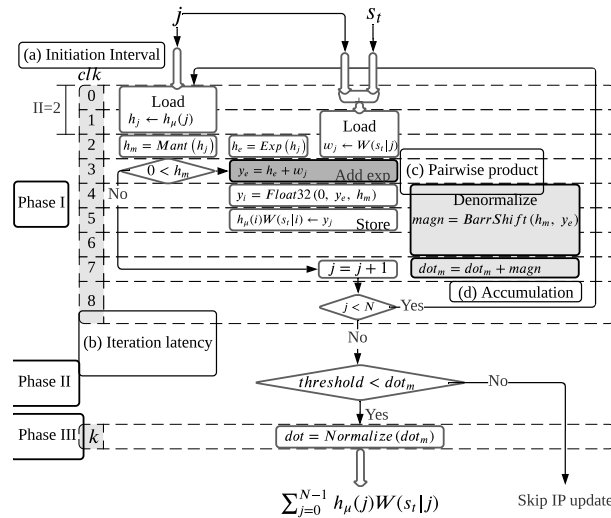 j
s_t
(a) Initiation Interval
clk
II=2
0
Load
h_j ← h_μ(j)
1
Load
w_j ← W(s_t|j)
2
h_m = Mant(h_j)
h_e = Exp(h_j)
3
0 < h_m
y_e = h_e + w_j
Add exp
(c) Pairwise product
No
Phase I
4
y_i = Float32(0, y_e, h_m)
Denormalize
magn = BarrShift(h_m, y_e)
5
h_μ(i)W(s_t|i) ← y_j
Store
6
7
j = j + 1
dot_m = dot_m + magn
(d) Accumulation
8
j < N
Yes
(b) Iteration latency
No
Phase II
threshold < dot_m
No
Yes
Phase III
k
dot = Normalize(dot_m)
∑_{j=0}^{N−1} h_μ(j)W(s_t|j)
Skip IP update